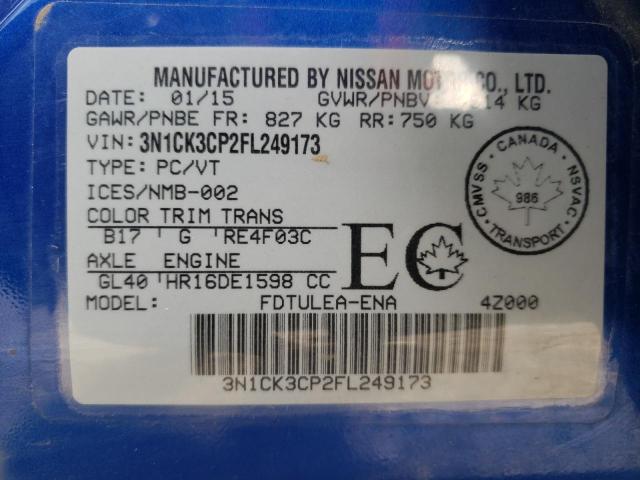 MANUFACTURED BY NISSAN MOTOR CO., LTD.
DATE: 01/15 GVWR/PNBV 14 KG
GAWR/PNBE FR: 827 KG RR: 750 KG
VIN: 3N1CK3CP2FL249173
TYPE: PC/VT
ICES/NMB-002
COLOR TRIM TRANS
B17 G RE4F03C
AXLE ENGINE
GL40 HR16DE1598 CC
MODEL: FDTULEA-ENA 4Z000
EC
CANADA
CMVSS NSVAC
986
TRANSPORT
3N1CK3CP2FL249173